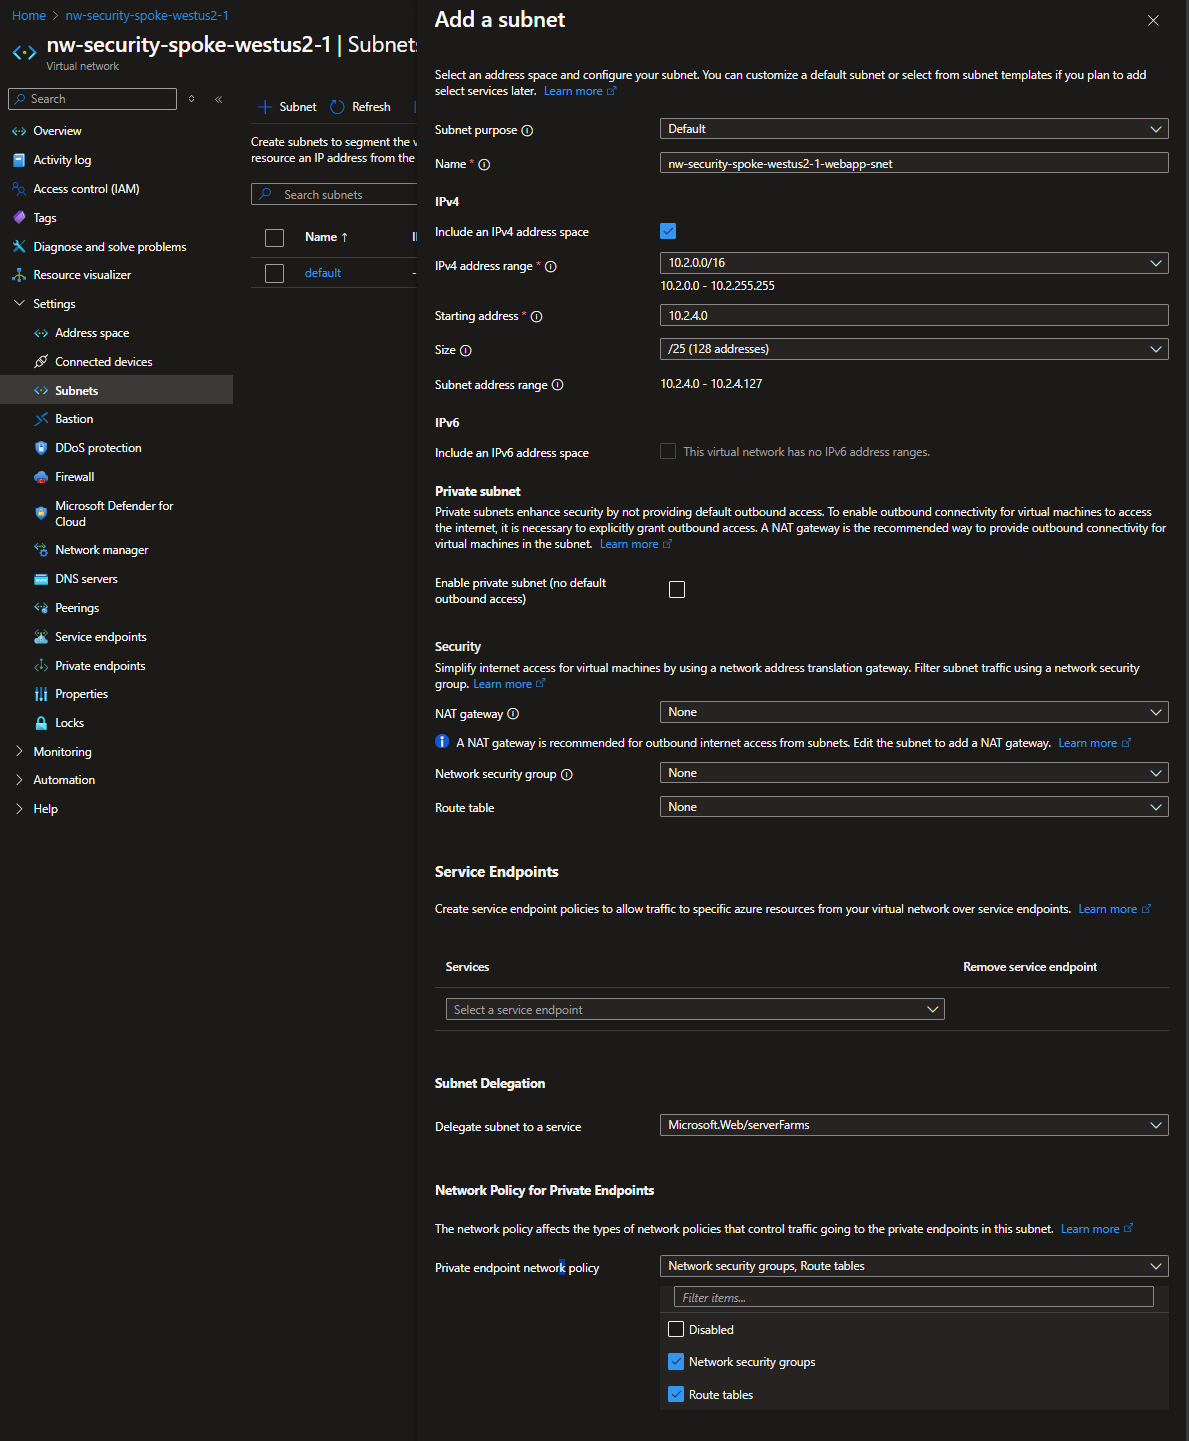 Home > nw-security-spoke-westus2-1
nw-security-spoke-westus2-1 | Subnets
Virtual network
Search
Overview
Activity log
Access control (IAM)
Tags
Diagnose and solve problems
Resource visualizer
Settings
Address space
Connected devices
Subnets
Bastion
DDoS protection
Firewall
Microsoft Defender for
Cloud
Network manager
DNS servers
Peerings
Service endpoints
Private endpoints
Properties
Locks
Monitoring
Automation
Help
Subnet Refresh
Create subnets to segment the v
resource an IP address from the
Search subnets
Name ↑
default
Add a subnet
Select an address space and configure your subnet. You can customize a default subnet or select from subnet templates if you plan to add
select services later. Learn more
Subnet purpose Default
Name * nw-security-spoke-westus2-1-webapp-snet
IPv4
Include an IPv4 address space
IPv4 address range * 10.2.0.0/16
10.2.0.0 - 10.2.255.255
Starting address * 10.2.4.0
Size /25 (128 addresses)
Subnet address range 10.2.4.0 - 10.2.4.127
IPv6
Include an IPv6 address space This virtual network has no IPv6 address ranges.
Private subnet
Private subnets enhance security by not providing default outbound access. To enable outbound connectivity for virtual machines to access
the internet, it is necessary to explicitly grant outbound access. A NAT gateway is the recommended way to provide outbound connectivity for
virtual machines in the subnet. Learn more
Enable private subnet (no default
outbound access)
Security
Simplify internet access for virtual machines by using a network address translation gateway. Filter subnet traffic using a network security
group. Learn more
NAT gateway None
A NAT gateway is recommended for outbound internet access from subnets. Edit the subnet to add a NAT gateway. Learn more
Network security group None
Route table None
Service Endpoints
Create service endpoint policies to allow traffic to specific azure resources from your virtual network over service endpoints. Learn more
Services Remove service endpoint
Select a service endpoint
Subnet Delegation
Delegate subnet to a service Microsoft.Web/serverFarms
Network Policy for Private Endpoints
The network policy affects the types of network policies that control traffic going to the private endpoints in this subnet. Learn more
Private endpoint network policy Network security groups, Route tables
Filter items...
Disabled
Network security groups
Route tables